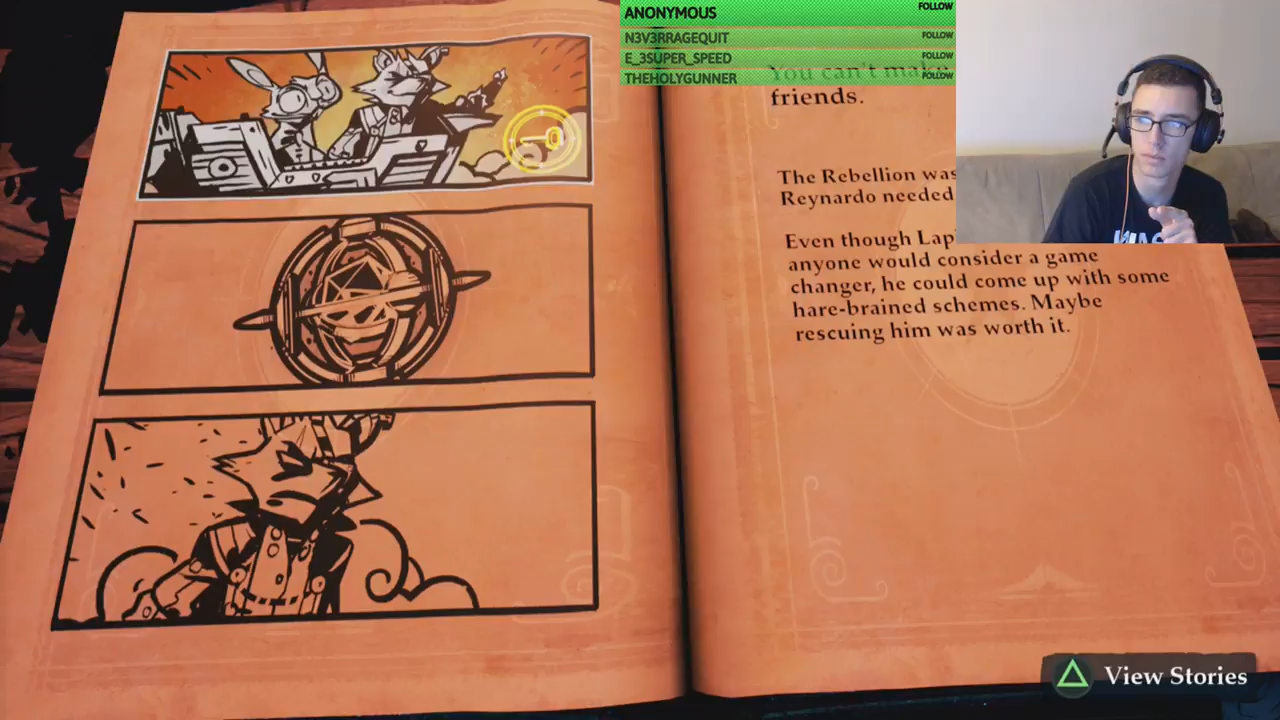 ANONYMOUS FOLLOW
N3V3RRAGEQUIT FOLLOW
E_3SUPER_SPEED FOLLOW
THEHOLYGUNNER FOLLOW
You can't
friends.
The Rebellion was
Reynardo needed
Even though
anyone would consider a game
changer, he could come up with some
hare-brained schemes. Maybe
rescuing him was worth it.
View Stories